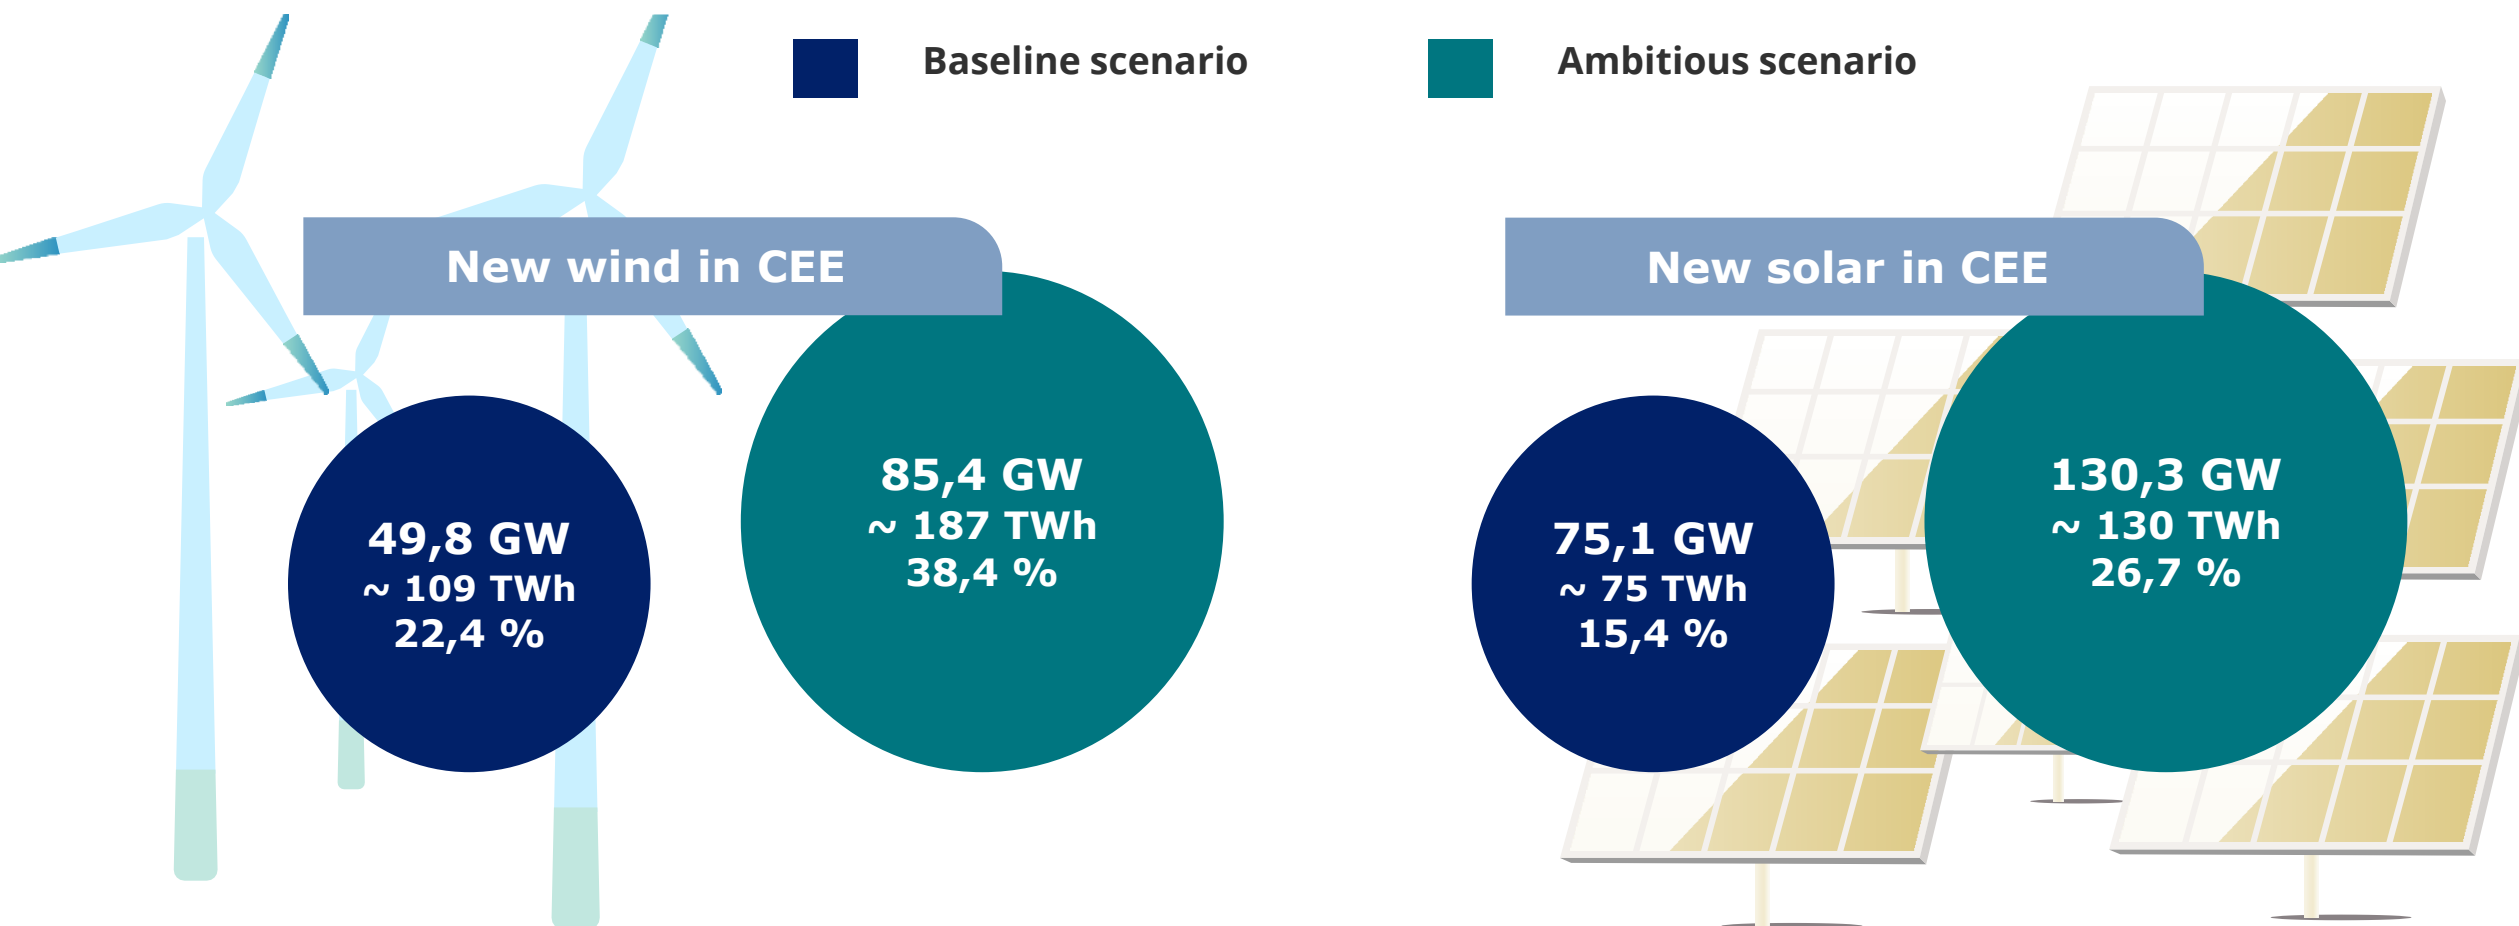 Baseline scenario
Ambitious scenario
New wind in CEE
49,8 GW
~ 109 TWh
22,4 %
85,4 GW
~ 187 TWh
38,4 %
New solar in CEE
75,1 GW
~ 75 TWh
15,4 %
130,3 GW
~ 130 TWh
26,7 %